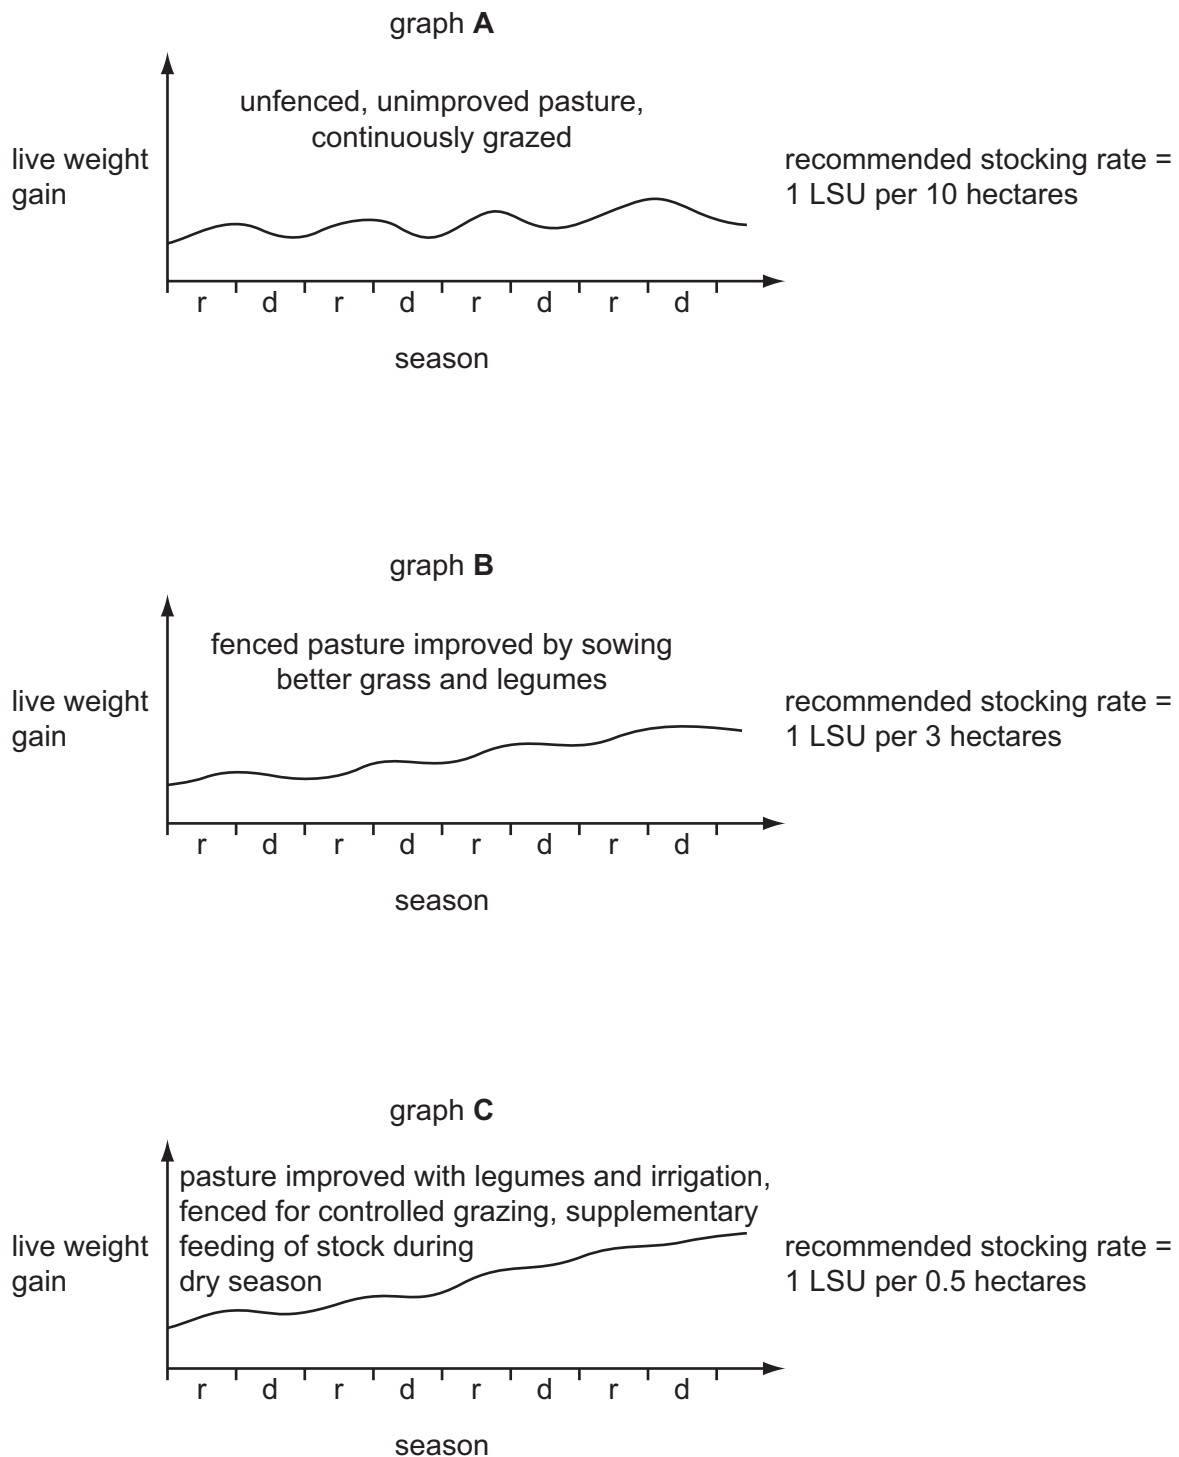 graph A
unfenced, unimproved pasture,
continuously grazed
live weight
gain
recommended stocking rate =
1 LSU per 10 hectares
r d r d r d r d
season
graph B
fenced pasture improved by sowing
better grass and legumes
live weight
gain
recommended stocking rate =
1 LSU per 3 hectares
r d r d r d r d
season
graph C
pasture improved with legumes and irrigation,
fenced for controlled grazing, supplementary
feeding of stock during
dry season
live weight
gain
recommended stocking rate =
1 LSU per 0.5 hectares
r d r d r d r d
season